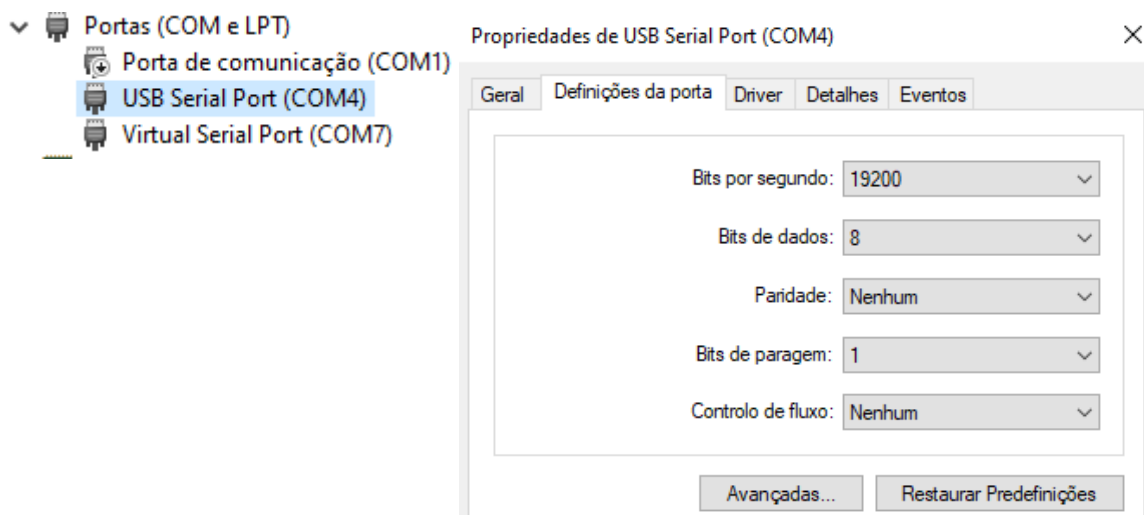 Portas (COM e LPT)
Porta de comunicação (COM1)
USB Serial Port (COM4)
Virtual Serial Port (COM7)
Propriedades de USB Serial Port (COM4)
Geral Definições da porta Driver Detalhes Eventos
Bits por segundo: 19200
Bits de dados: 8
Paridade: Nenhum
Bits de paragem: 1
Controlo de fluxo: Nenhum
Avançadas... Restaurar Predefinições